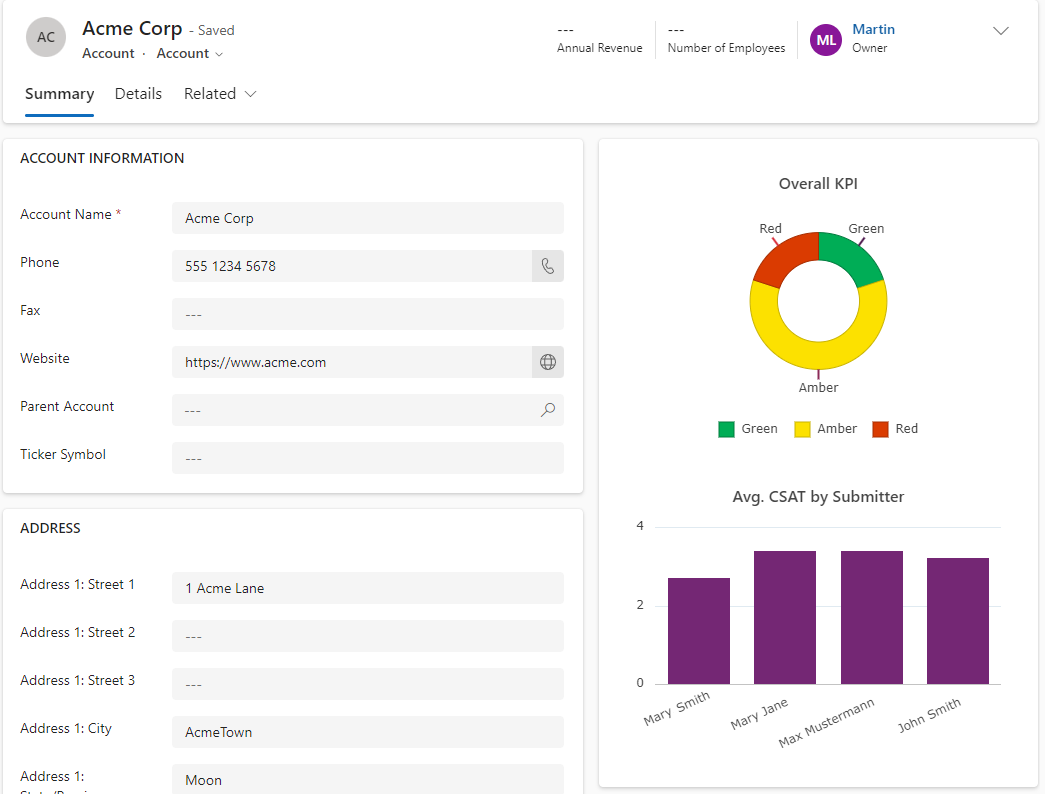 AC
Acme Corp - Saved
Account · Account
---
Annual Revenue
---
Number of Employees
ML
Martin
Owner
Summary Details Related
ACCOUNT INFORMATION
Account Name * Acme Corp
Phone 555 1234 5678
Fax ---
Website https://www.acme.com
Parent Account ---
Ticker Symbol ---
ADDRESS
Address 1: Street 1 1 Acme Lane
Address 1: Street 2 ---
Address 1: Street 3 ---
Address 1: City AcmeTown
Address 1: Moon
Overall KPI
Red Green
Amber
Green Amber Red
Avg. CSAT by Submitter
4
2
0
Mary Smith Mary Jane Max Mustermann John Smith